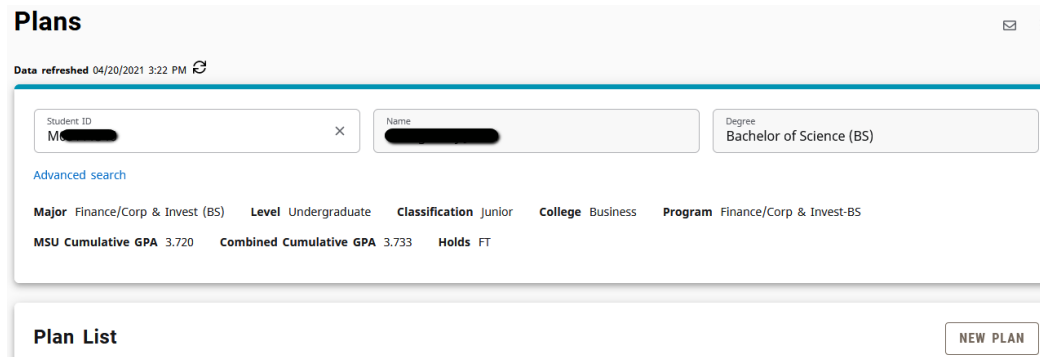 Plans
Data refreshed 04/20/2021 3:22 PM
Student ID
Name
Degree
Bachelor of Science (BS)
Advanced search
Major Finance/Corp & Invest (BS) Level Undergraduate Classification Junior College Business Program Finance/Corp & Invest-BS
MSU Cumulative GPA 3.720 Combined Cumulative GPA 3.733 Holds FT
Plan List
NEW PLAN